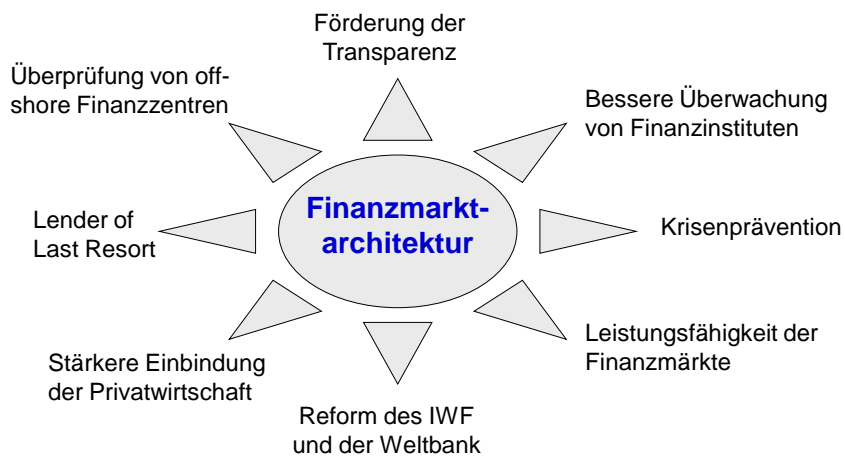 Förderung der
Transparenz
Überprüfung von off-
shore Finanzzentren
Bessere Überwachung
von Finanzinstituten
Finanzmarkt-
architektur
Lender of
Last Resort
Krisenprävention
Stärkere Einbindung
der Privatwirtschaft
Leistungsfähigkeit der
Finanzmärkte
Reform des IWF
und der Weltbank